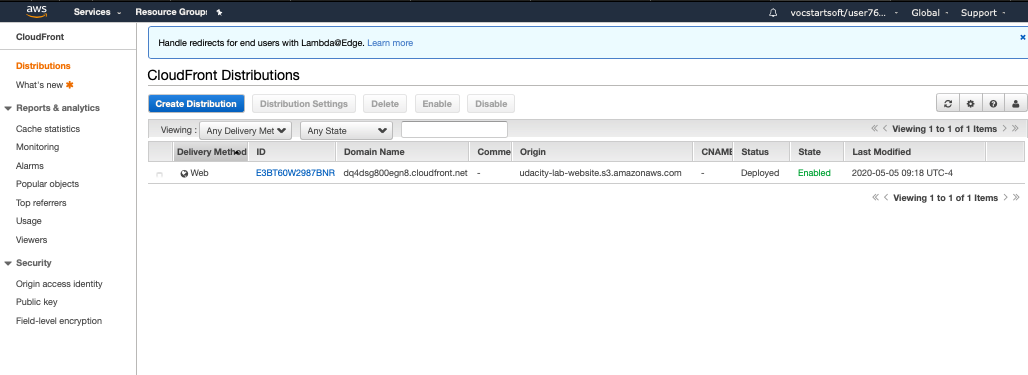 aws Services Resource Groups vocstartsoft/user76... Global Support
CloudFront
Distributions
What's new
Reports & analytics
Cache statistics
Monitoring
Alarms
Popular objects
Top referrers
Usage
Viewers
Security
Origin access identity
Public key
Field-level encryption
Handle redirects for end users with Lambda@Edge. Learn more
CloudFront Distributions
Create Distribution Distribution Settings Delete Enable Disable
Viewing : Any Delivery Met Any State Viewing 1 to 1 of 1 Items
Delivery Method ID Domain Name Comme Origin CNAME Status State Last Modified
Web E3BT60W2987BNR dq4dsg800egn8.cloudfront.net - udacity-lab-website.s3.amazonaws.com - Deployed Enabled 2020-05-05 09:18 UTC-4
Viewing 1 to 1 of 1 Items